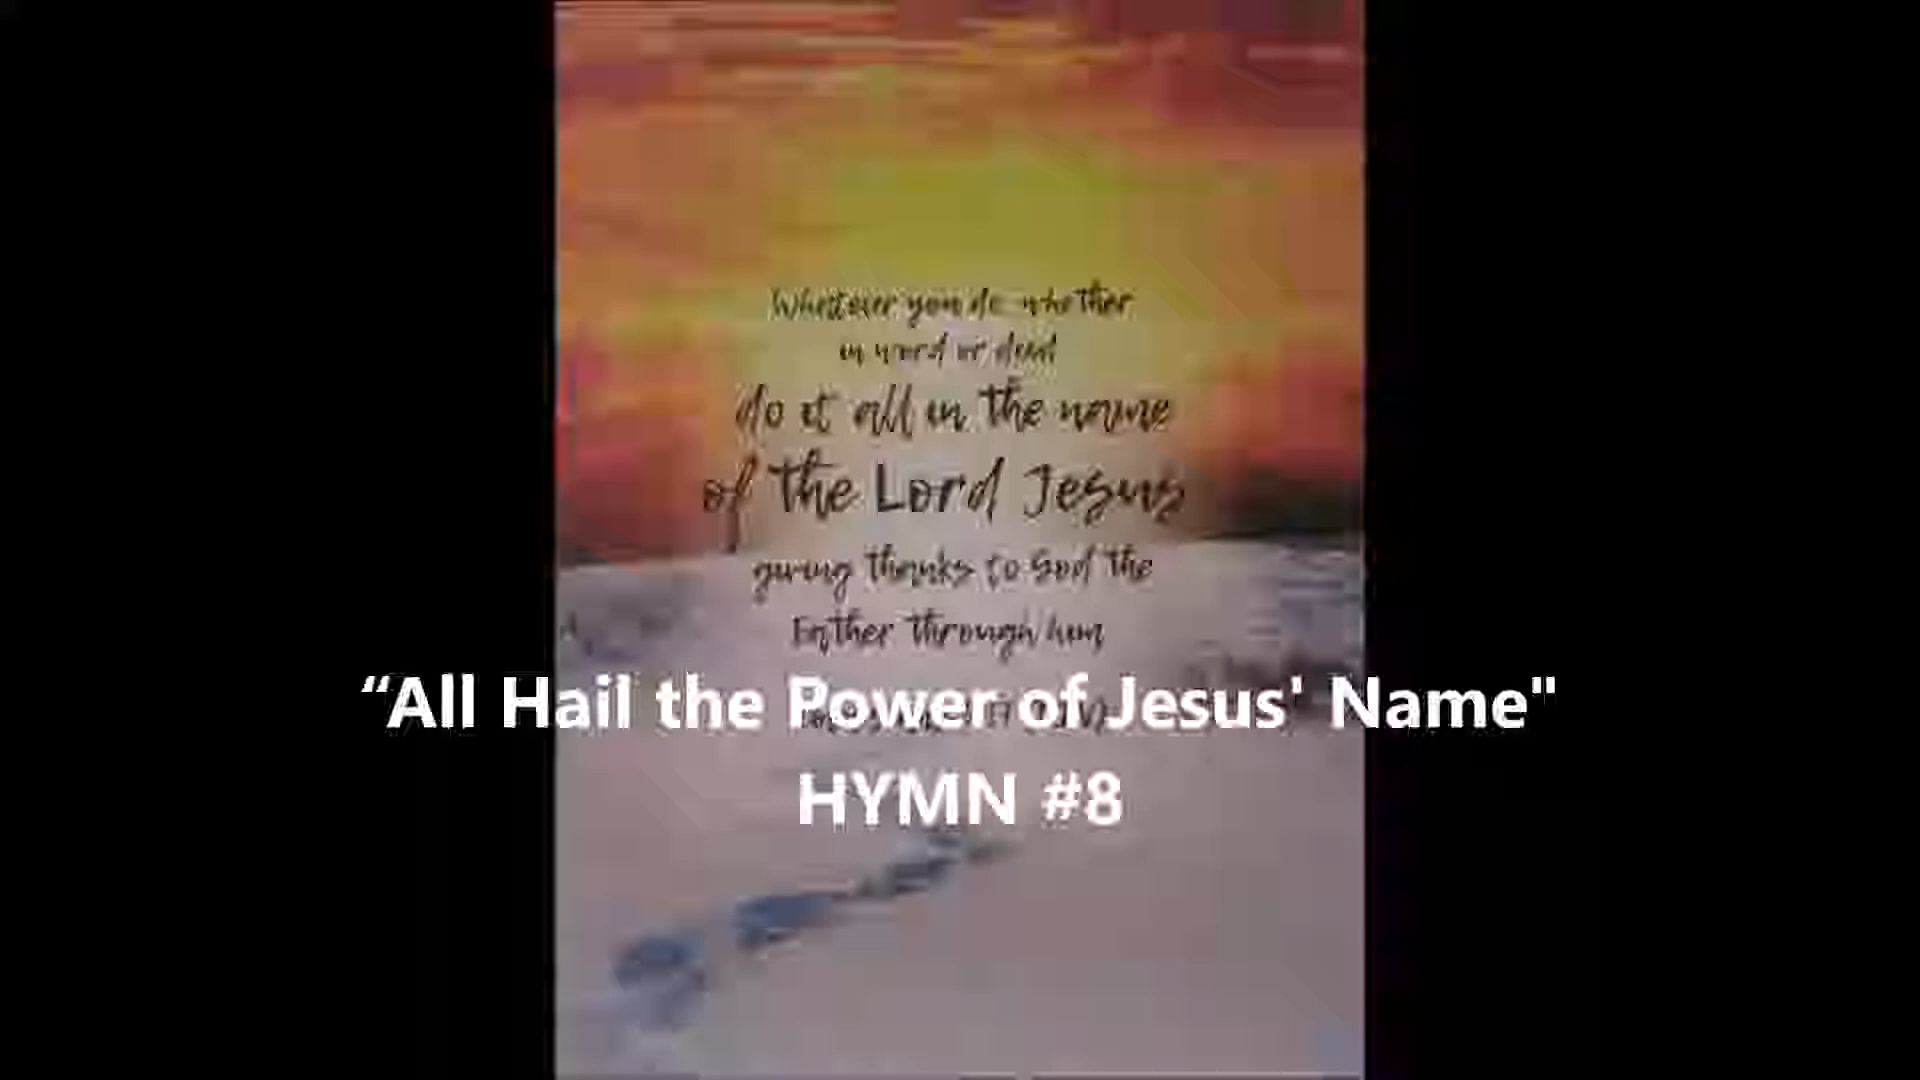 Whatever you do whether
in word or deed
do it all in the name
of the Lord Jesus
giving thanks to God the
Father through him
“All Hail the Power of Jesus' Name"
HYMN #8